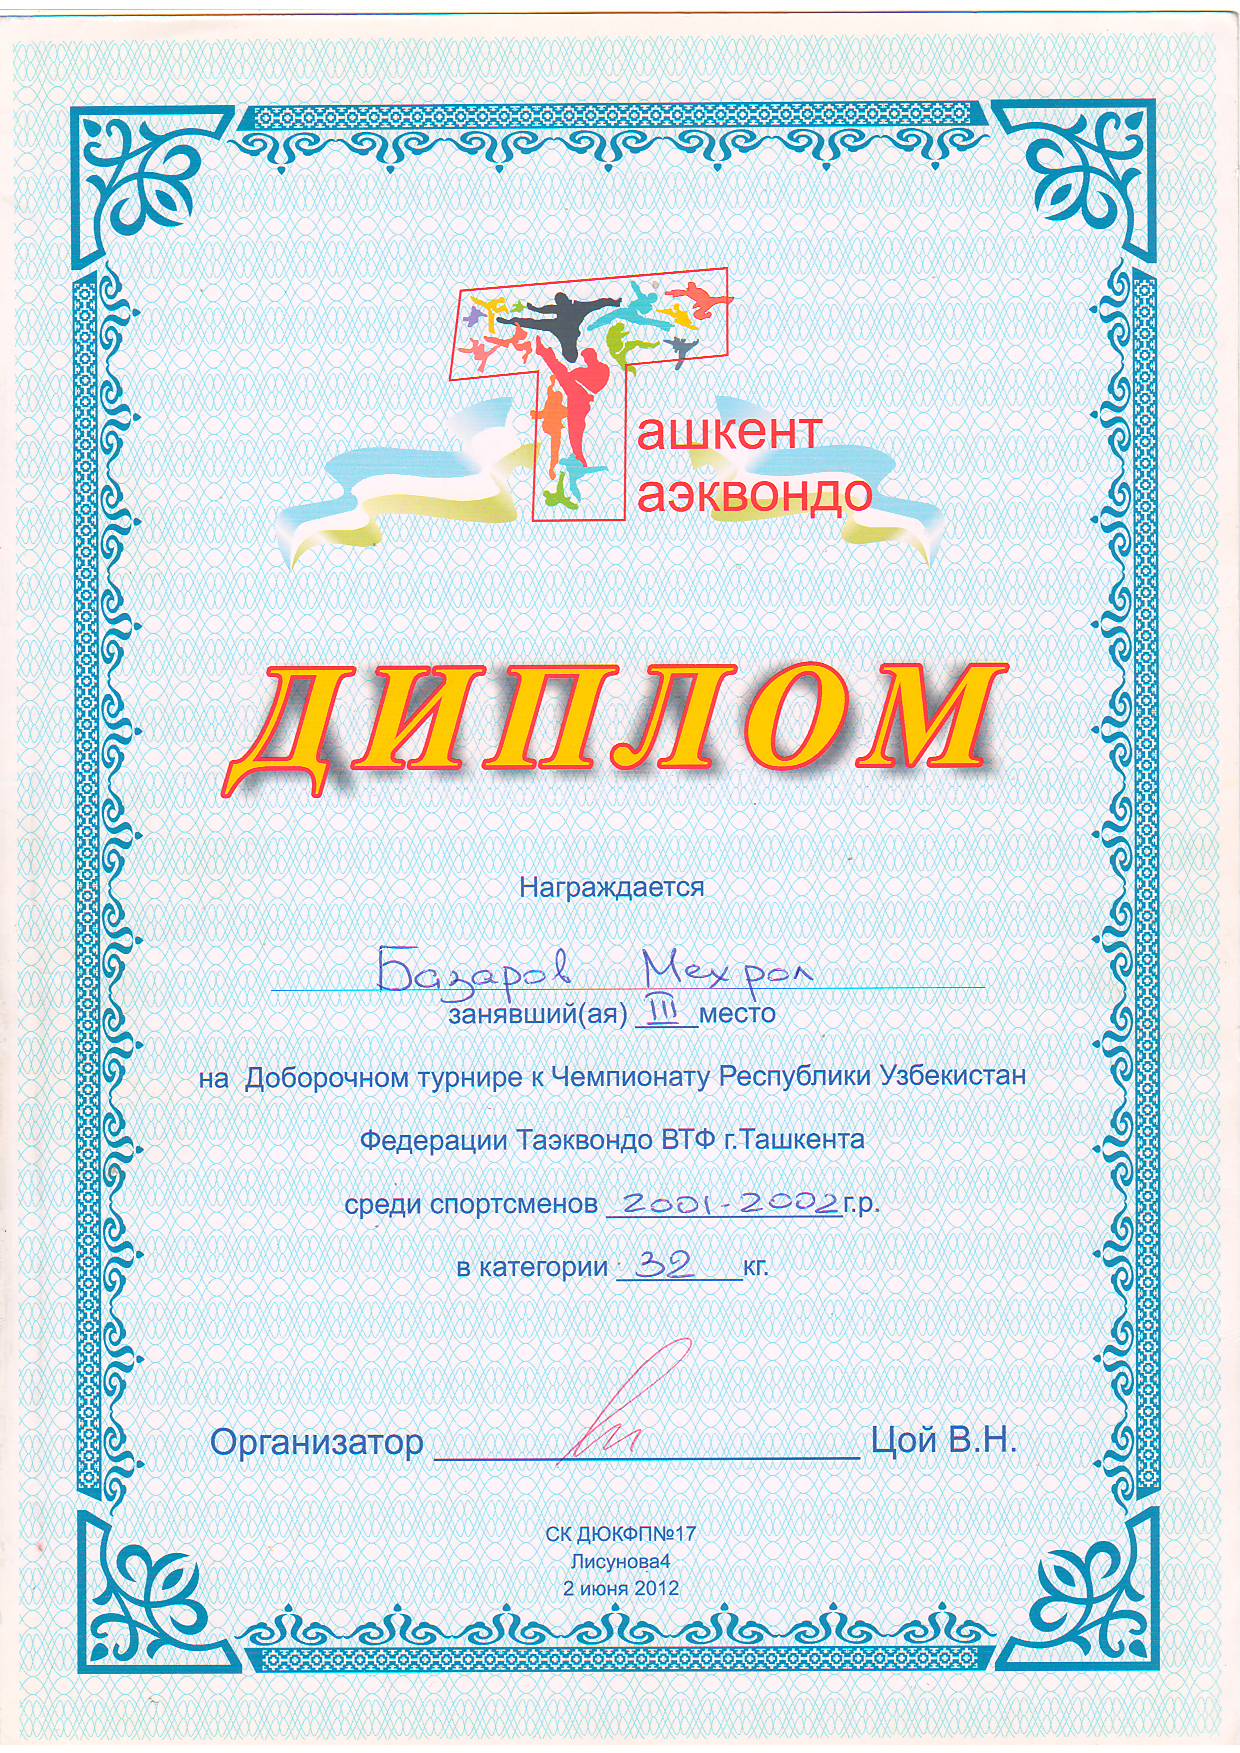 Ташкент
Таэквондо
ДИПЛОМ
Награждается
Базаров Мехрол
занявший(ая) III место
на Доборочном турнире к Чемпионату Республики Узбекистан
Федерации Таэквондо ВТФ г.Ташкента
среди спортсменов 2001-2002 г.р.
в категории 32 кг.
Организатор Цой В.Н.
СК ДЮКФП№17
Лисунова4
2 июня 2012